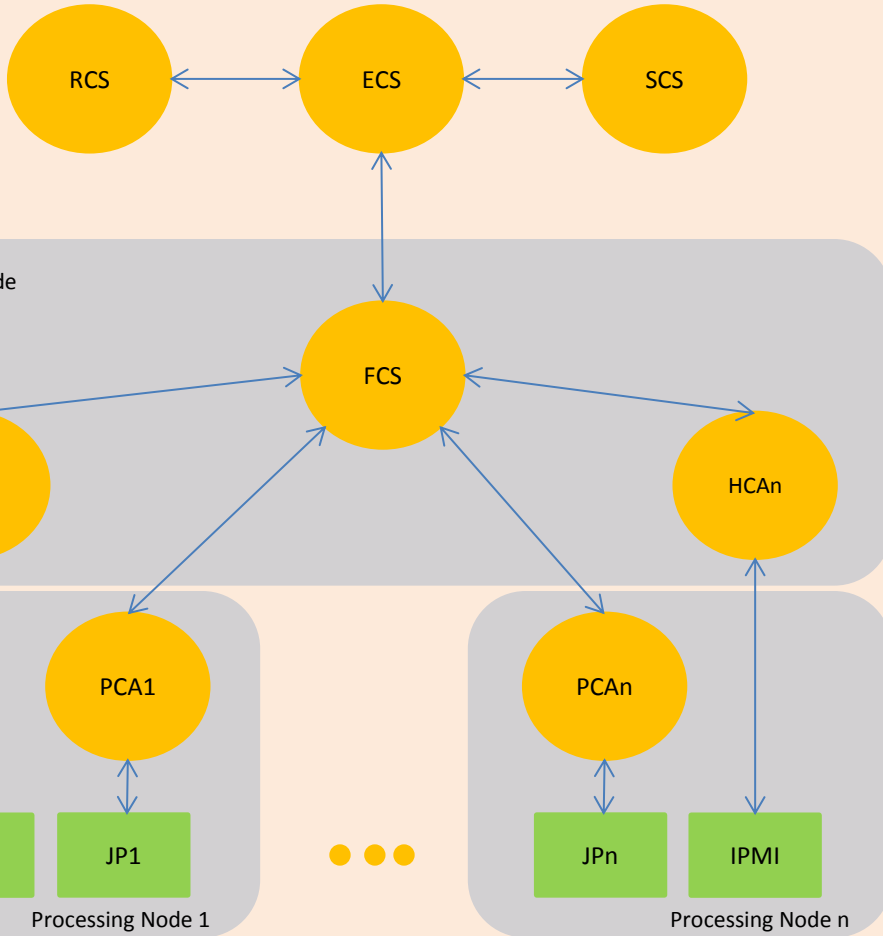 RCS
ECS
SCS
de
FCS
HCAn
PCA1
PCAn
JP1
JPn
IPMI
Processing Node 1
Processing Node n